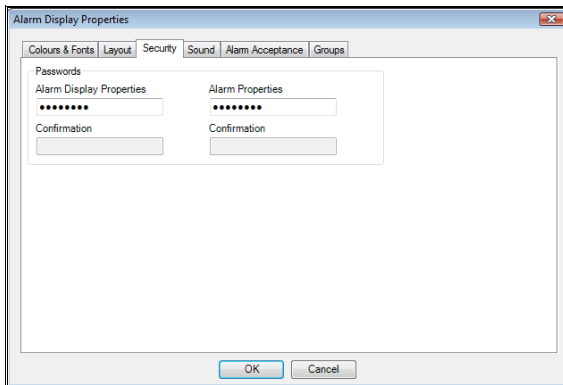 Alarm Display Properties
Colours & Fonts Layout Security Sound Alarm Acceptance Groups
Passwords
Alarm Display Properties Alarm Properties
●●●●●●●● ●●●●●●●●
Confirmation Confirmation
OK Cancel